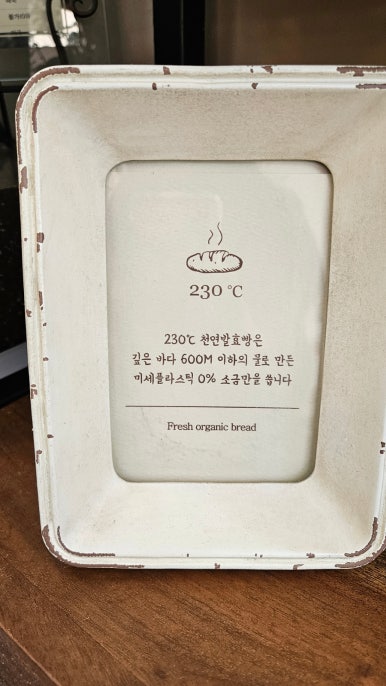 230 ℃
230℃ 천연발효빵은
깊은 바다 600M 이하의 물로 만든
미세플라스틱 0% 소금만을 씁니다
Fresh organic bread